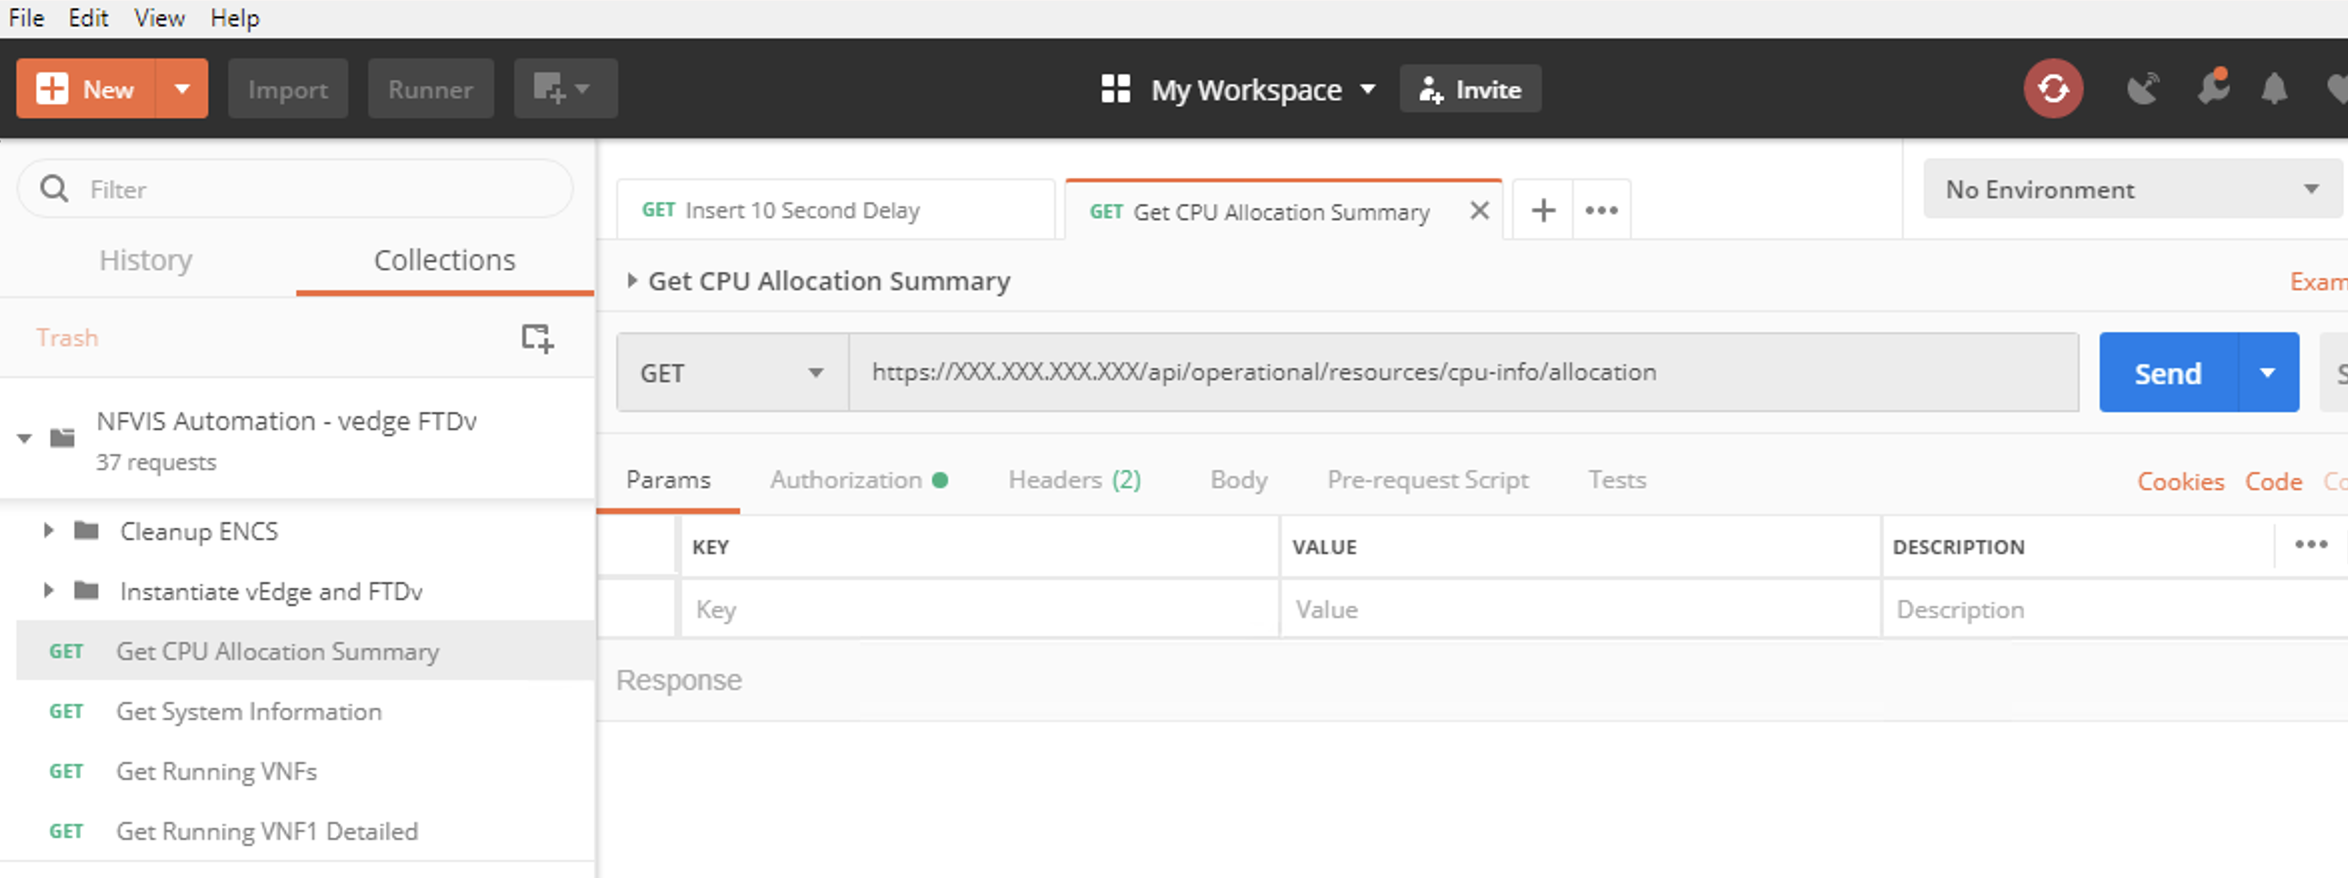 File Edit View Help
New Import Runner My Workspace Invite
Filter
History Collections
Trash
NFVIS Automation - vedge FTDv
37 requests
Cleanup ENCS
Instantiate vEdge and FTDv
GET Get CPU Allocation Summary
GET Get System Information
GET Get Running VNFs
GET Get Running VNF1 Detailed
GET Insert 10 Second Delay GET Get CPU Allocation Summary
No Environment
Get CPU Allocation Summary Exam
GET https://XXX.XXX.XXX.XXX/api/operational/resources/cpu-info/allocation Send S
Params Authorization Headers (2) Body Pre-request Script Tests Cookies Code Co
KEY VALUE DESCRIPTION
Key Value Description
Response